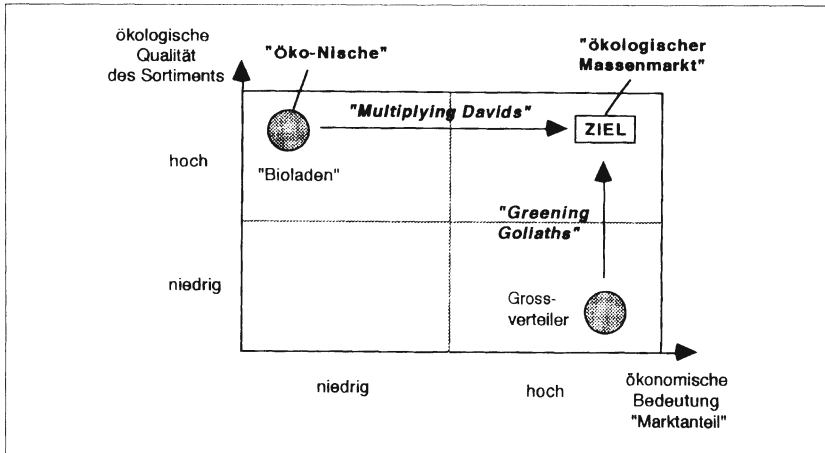 ökologische
Qualität
des Sortiments
"Öko-Nische"
"ökologischer
Massenmarkt"
"Multiplying Davids"
ZIEL
hoch
"Bioladen"
"Greening
Goliaths"
niedrig
Gross-
verteiler
niedrig
hoch
ökonomische
Bedeutung
"Marktanteil"